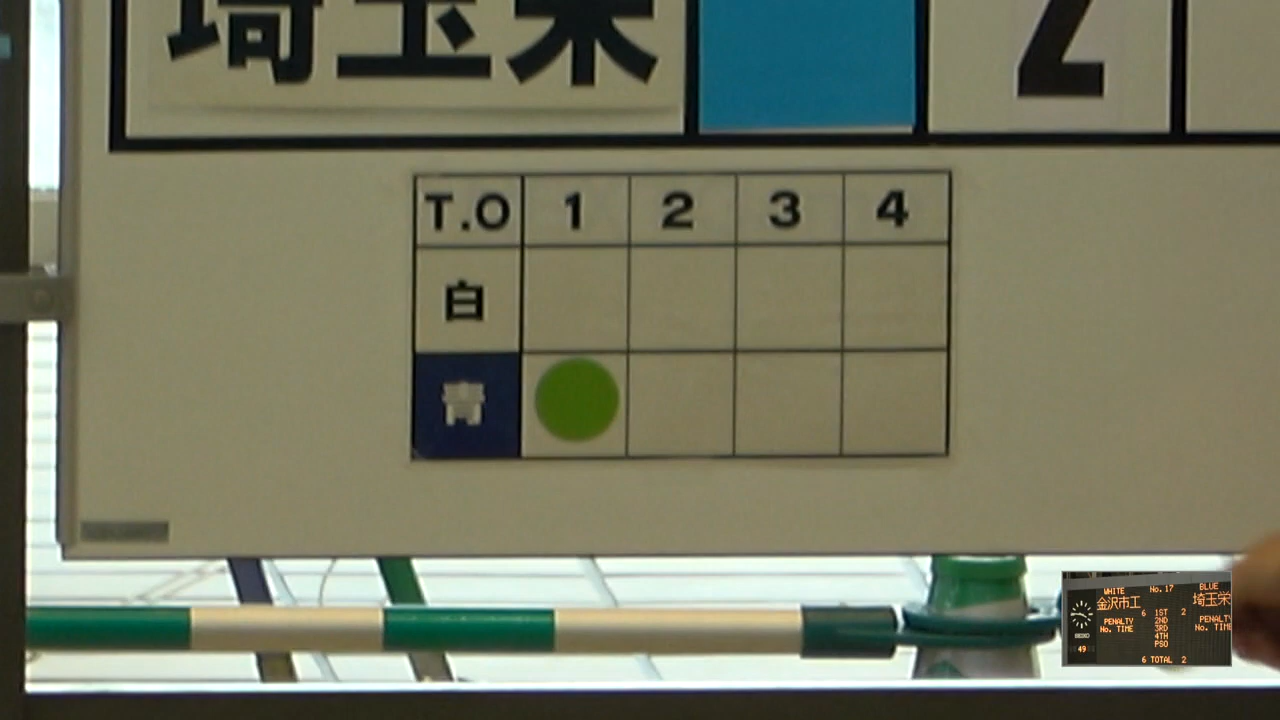 埼玉栄 2
T.O 1 2 3 4
白
青
WHITE No.17 BLUE
金沢市工 埼玉栄
6 1ST 2
PENALTY 2ND PENALTY
No. TIME 3RD No. TIME
4TH
PSO
SEIKO
49
6 TOTAL 2